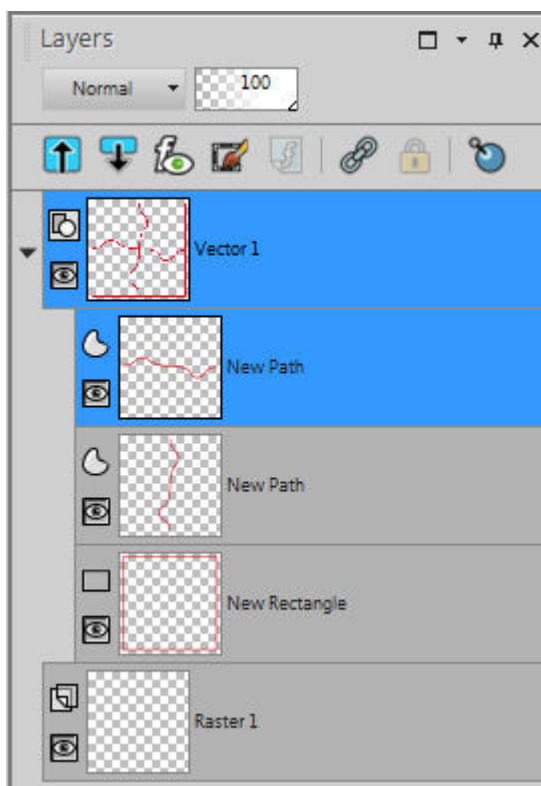 Layers
Normal
100
Vector 1
New Path
New Path
New Rectangle
Raster 1